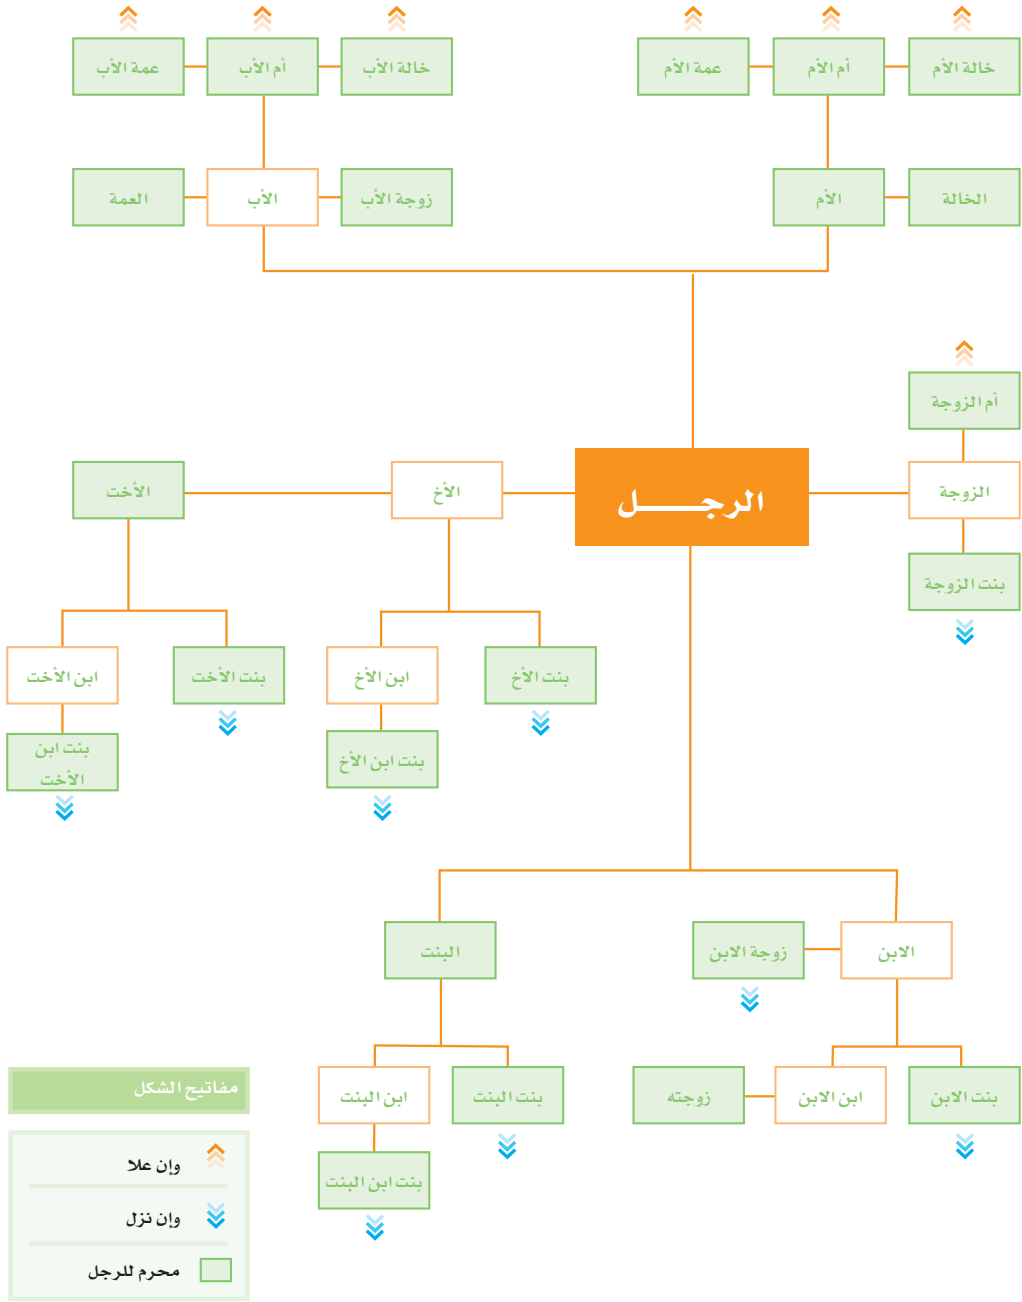 خالة الأم
أم الأم
عمة الأم
خالة الأب
أم الأب
عمة الأب
الخالة
الأم
زوجة الأب
الأب
العمة
أم الزوجة
الزوجة
الرجـــــل
الأخ
الأخت
بنت الزوجة
بنت الأخ
ابن الأخ
بنت الأخت
ابن الأخت
بنت ابن الأخ
بنت ابن
الأخت
الابن
زوجة الابن
البنت
بنت الابن
ابن الابن
زوجته
بنت البنت
ابن البنت
بنت ابن البنت
مفاتيح الشكل
وإن علا
وإن نزل
محرم للرجل